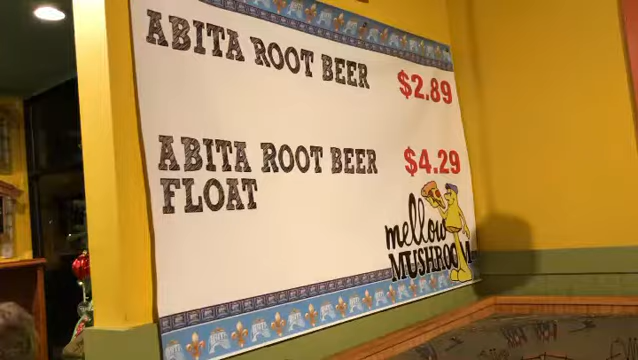 ABITA ROOT BEER $2.89
ABITA ROOT BEER $4.29
FLOAT
mellow
MUSHROOM